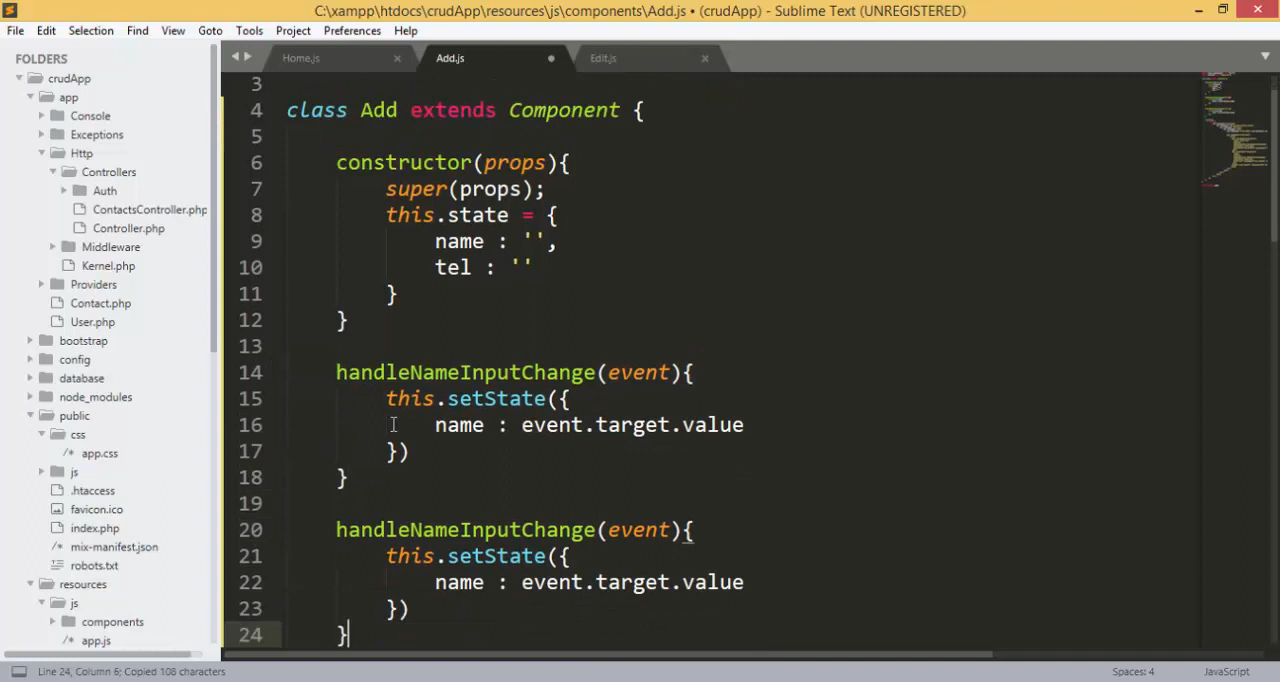 C:\xampp\htdocs\crudApp\resources\js\components\Add.js • (crudApp) - Sublime Text (UNREGISTERED)
File Edit Selection Find View Goto Tools Project Preferences Help
FOLDERS
crudApp
app
Console
Exceptions
Http
Controllers
Auth
ContactsController.php
Controller.php
Middleware
Kernel.php
Providers
Contact.php
User.php
bootstrap
config
database
node_modules
public
css
/* app.css
js
.htaccess
favicon.ico
index.php
/* mix-manifest.json
robots.txt
resources
js
components
/* app.js
Home.js Add.js Edit.js
3
4 class Add extends Component {
5
6 constructor(props){
7 super(props);
8 this.state = {
9 name : '',
10 tel : ''
11 }
12 }
13
14 handleNameInputChange(event){
15 this.setState({
16 name : event.target.value
17 })
18 }
19
20 handleNameInputChange(event){
21 this.setState({
22 name : event.target.value
23 })
24 }
Line 24, Column 6; Copied 108 characters Spaces: 4 JavaScript